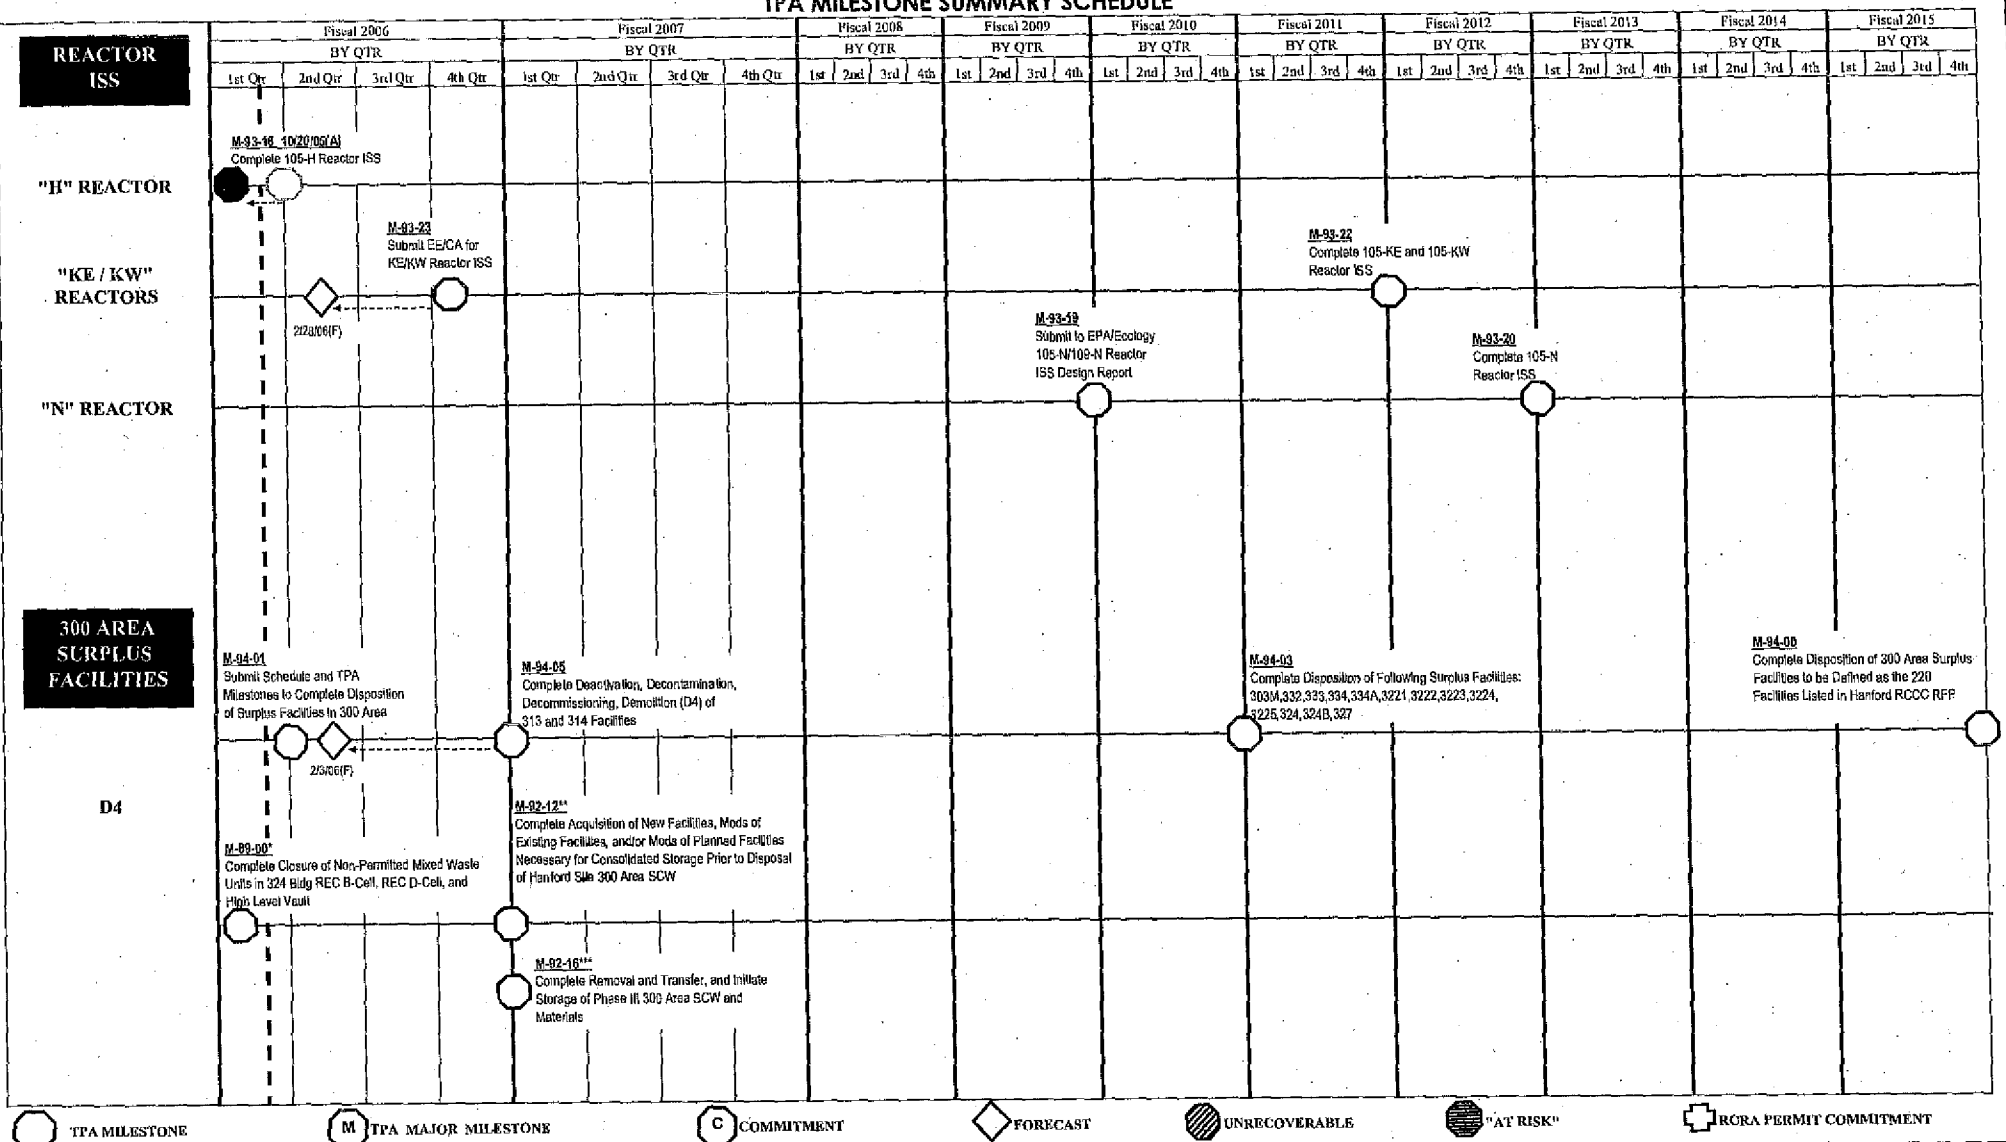 TPA MILESTONE SUMMARY SCHEDULE
REACTOR
ISS
Fiscal 2006
BY QTR
1st Qtr 2nd Qtr 3rd Qtr 4th Qtr
Fiscal 2007
BY QTR
1st Qtr 2nd Qtr 3rd Qtr 4th Qtr
Fiscal 2008
BY QTR
1st 2nd 3rd 4th
Fiscal 2009
BY QTR
1st 2nd 3rd 4th
Fiscal 2010
BY QTR
1st 2nd 3rd 4th
Fiscal 2011
BY QTR
1st 2nd 3rd 4th
Fiscal 2012
BY QTR
1st 2nd 3rd 4th
Fiscal 2013
BY QTR
1st 2nd 3rd 4th
Fiscal 2014
BY QTR
1st 2nd 3rd 4th
Fiscal 2015
BY QTR
1st 2nd 3rd 4th
"H" REACTOR
M-93-16 10/20/05(A)
Complete 105-H Reactor ISS
"KE / KW"
REACTORS
M-93-23
Submit EE/CA for
KE/KW Reactor ISS
2/28/06(F)
M-93-22
Complete 105-KE and 105-KW
Reactor ISS
"N" REACTOR
M-93-19
Submit to EPA/Ecology
105-N/109-N Reactor
ISS Design Report
M-93-20
Complete 105-N
Reactor ISS
300 AREA
SURPLUS
FACILITIES
M-94-01
Submit Schedule and TPA
Milestones to Complete Disposition
of Surplus Facilities in 300 Area
2/3/06(F)
M-94-05
Complete Deactivation, Decontamination,
Decommissioning, Demolition (D4) of
313 and 314 Facilities
M-94-03
Complete Disposition of Following Surplus Facilities:
303M,332,333,334,334A,3221,3222,3223,3224,
3225,324,324B,327
M-94-00
Complete Disposition of 300 Area Surplus
Facilities to be Defined as the 220
Facilities Listed in Hanford RCCC RFP
D4
M-89-00*
Complete Closure of Non-Permitted Mixed Waste
Units in 324 Bldg REC B-Cell, REC D-Cell, and
High Level Vault
M-92-12**
Complete Acquisition of New Facilities, Mods of
Existing Facilities, and/or Mods of Planned Facilities
Necessary for Consolidated Storage Prior to Disposal
of Hanford Site 300 Area SCW
M-92-16***
Complete Removal and Transfer, and Initiate
Storage of Phase III 300 Area SCW and
Materials
TPA MILESTONE
M TPA MAJOR MILESTONE
C COMMITMENT
FORECAST
UNRECOVERABLE
"AT RISK"
RCRA PERMIT COMMITMENT